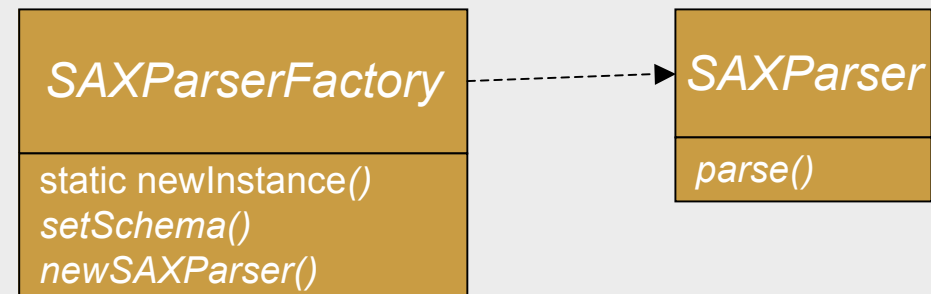 SAXParserFactory
static newInstance()
setSchema()
newSAXParser()
SAXParser
parse()